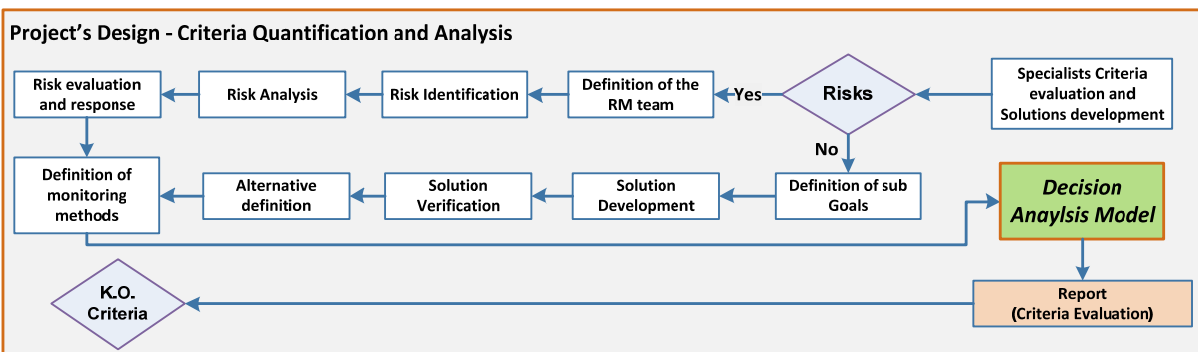 Project's Design - Criteria Quantification and Analysis
Risk evaluation
and response
Risk Analysis
Risk Identification
Definition of the
RM team
Yes
Risks
Specialists Criteria
evaluation and
Solutions development
No
Definition of
monitoring
methods
Alternative
definition
Solution
Verification
Solution
Development
Definition of sub
Goals
Decision
Anaylsis Model
K.O.
Criteria
Report
(Criteria Evaluation)